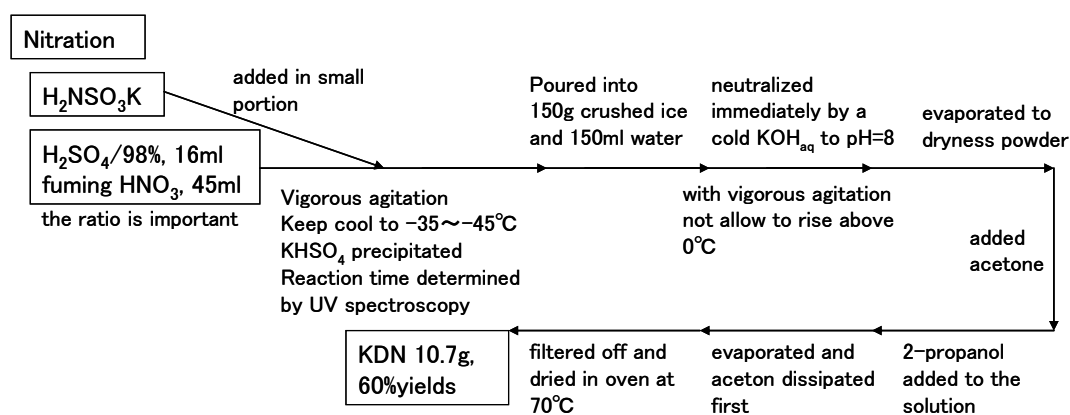 Nitration
H₂NSO₃K
added in small
portion
H₂SO₄/98%, 16ml
fuming HNO₃, 45ml
the ratio is important
Vigorous agitation
Keep cool to -35～-45℃
KHSO₄ precipitated
Reaction time determined
by UV spectroscopy
Poured into
150g crushed ice
and 150ml water
neutralized
immediately by a
cold KOHaq to pH=8
with vigorous agitation
not allow to rise above
0℃
evaporated to
dryness powder
added
acetone
2-propanol
added to the
solution
evaporated and
aceton dissipated
first
filtered off and
dried in oven at
70℃
KDN 10.7g,
60%yields